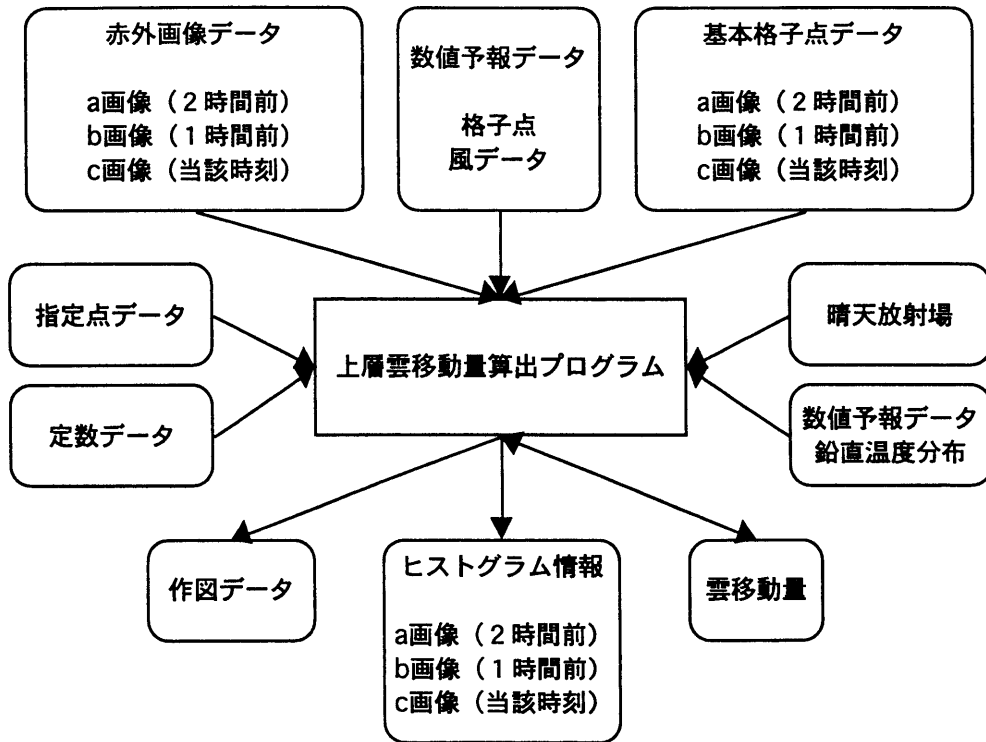 赤外画像データ
a画像（２時間前）
b画像（１時間前）
c画像（当該時刻）
数値予報データ
格子点
風データ
基本格子点データ
a画像（２時間前）
b画像（１時間前）
c画像（当該時刻）
指定点データ
上層雲移動量算出プログラム
晴天放射場
定数データ
数値予報データ
鉛直温度分布
作図データ
ヒストグラム情報
a画像（２時間前）
b画像（１時間前）
c画像（当該時刻）
雲移動量